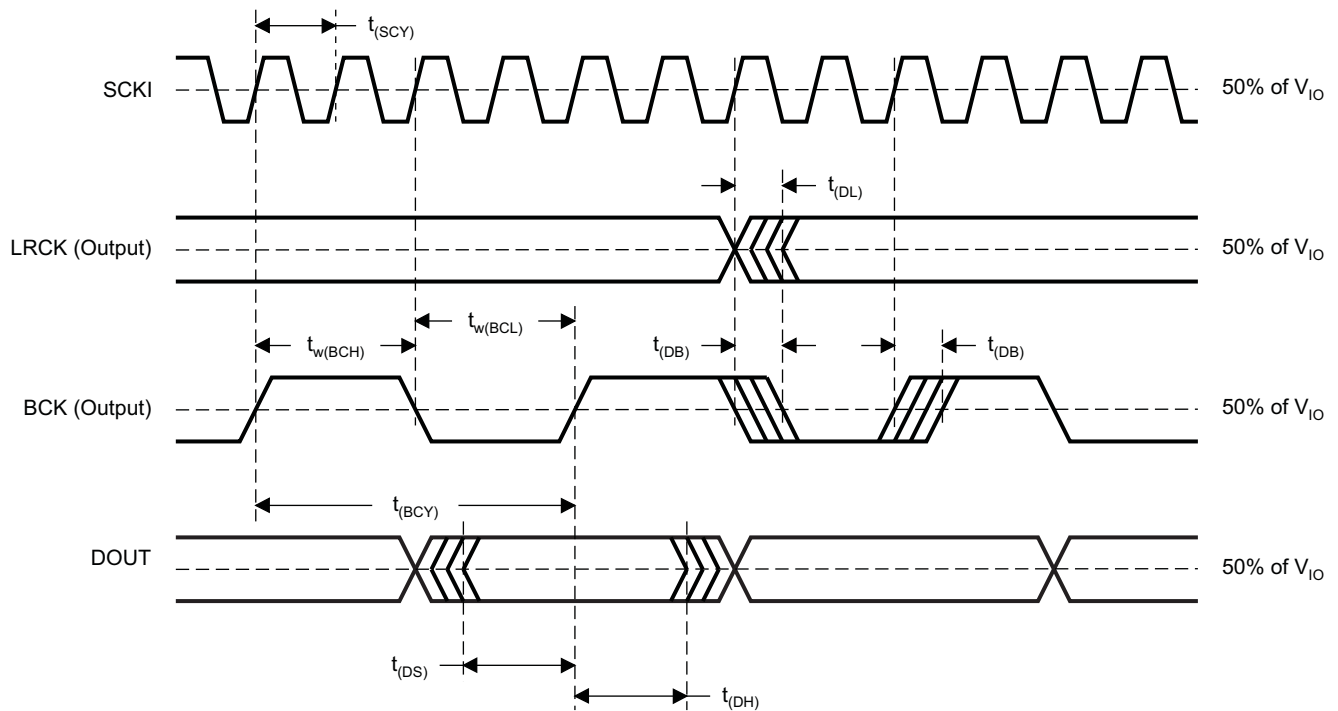 t(SCY)
SCKI
50% of VIO
t(DL)
LRCK (Output)
50% of VIO
tw(BCL)
tw(BCH)
t(DB)
t(DB)
BCK (Output)
50% of VIO
t(BCY)
DOUT
50% of VIO
t(DS)
t(DH)